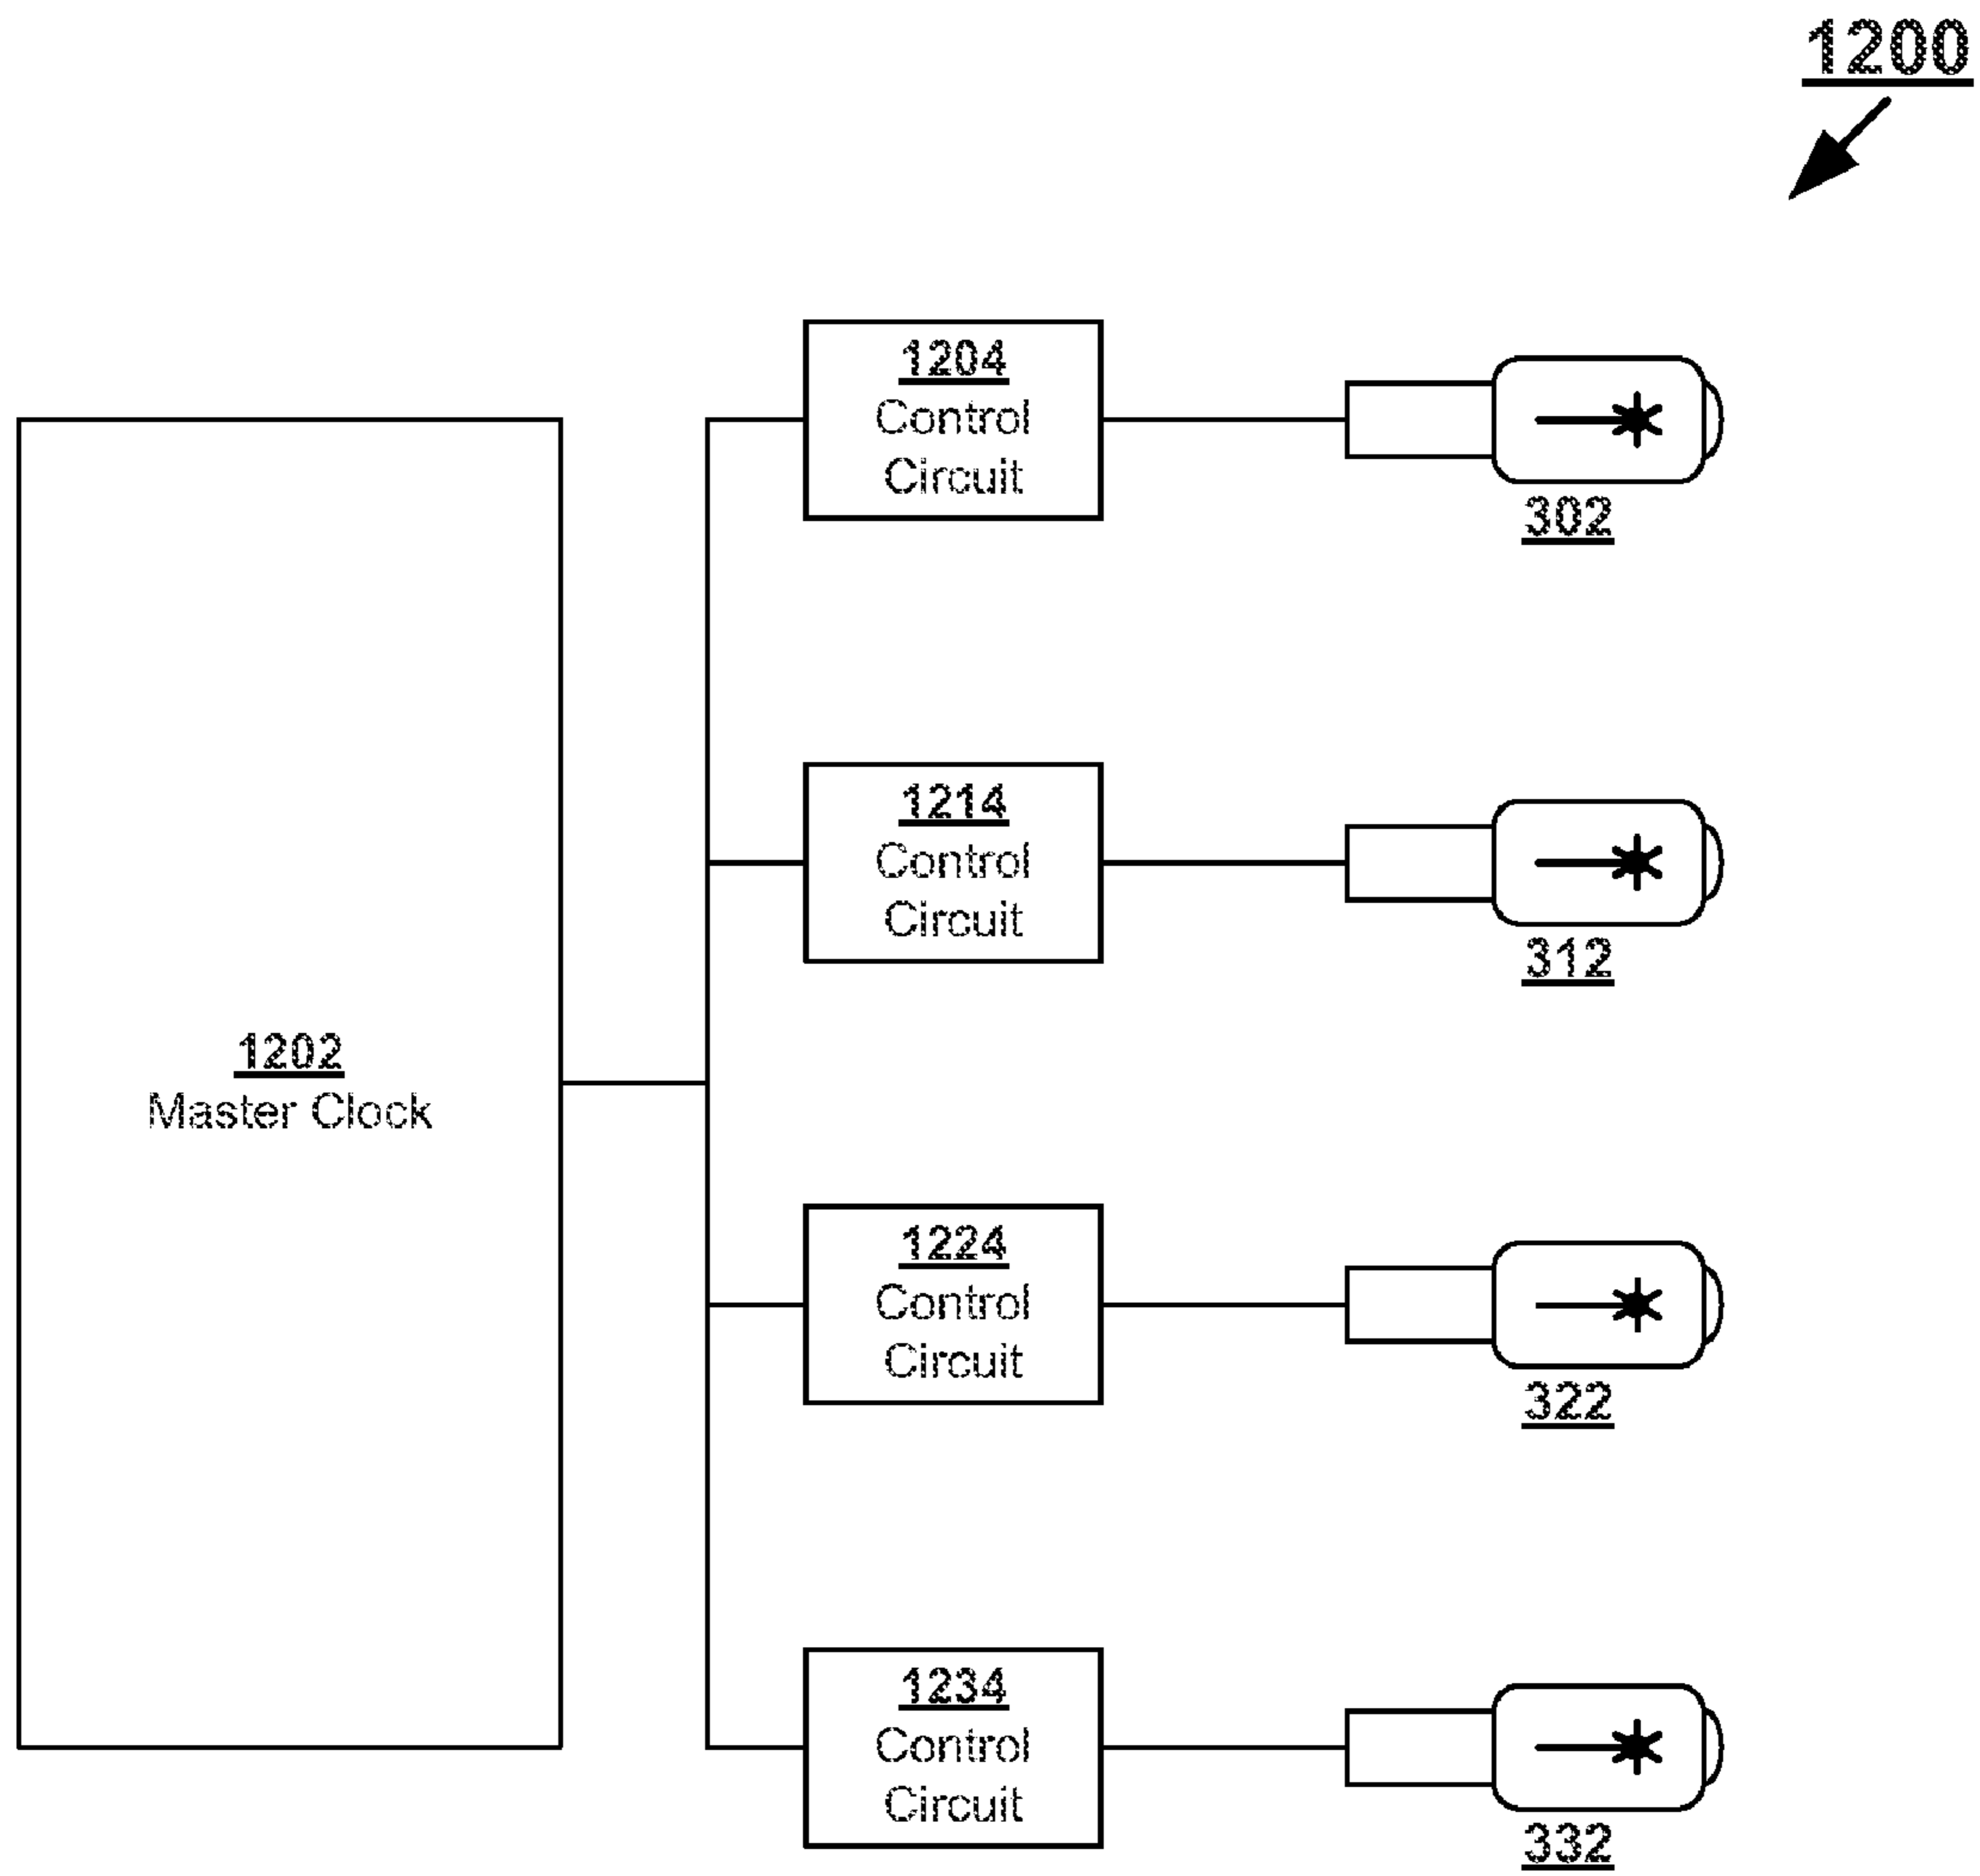 1200
1204
Control
Circuit
302
1214
Control
Circuit
312
1202
Master Clock
1224
Control
Circuit
322
1234
Control
Circuit
332